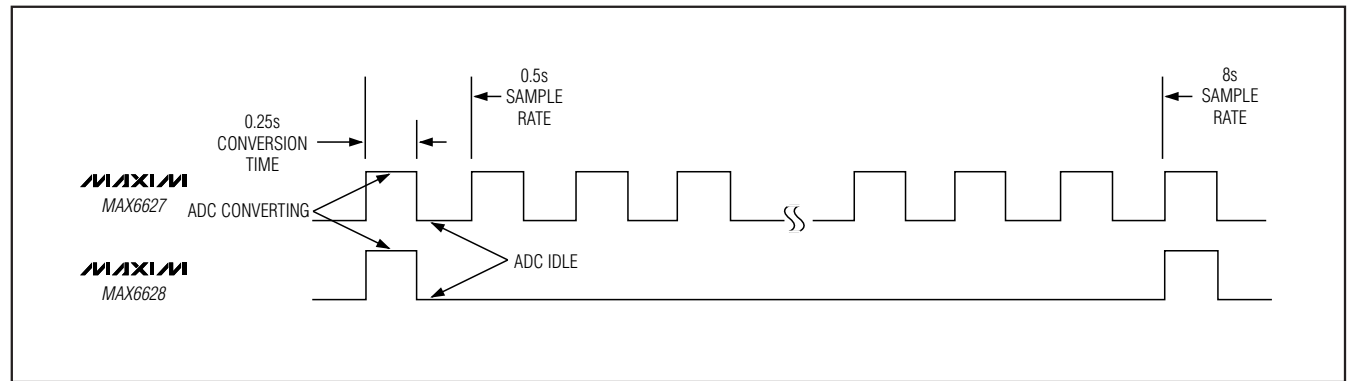 0.5s
SAMPLE
RATE
8s
SAMPLE
RATE
0.25s
CONVERSION
TIME
MAXIM
MAX6627
ADC CONVERTING
ADC IDLE
MAXIM
MAX6628